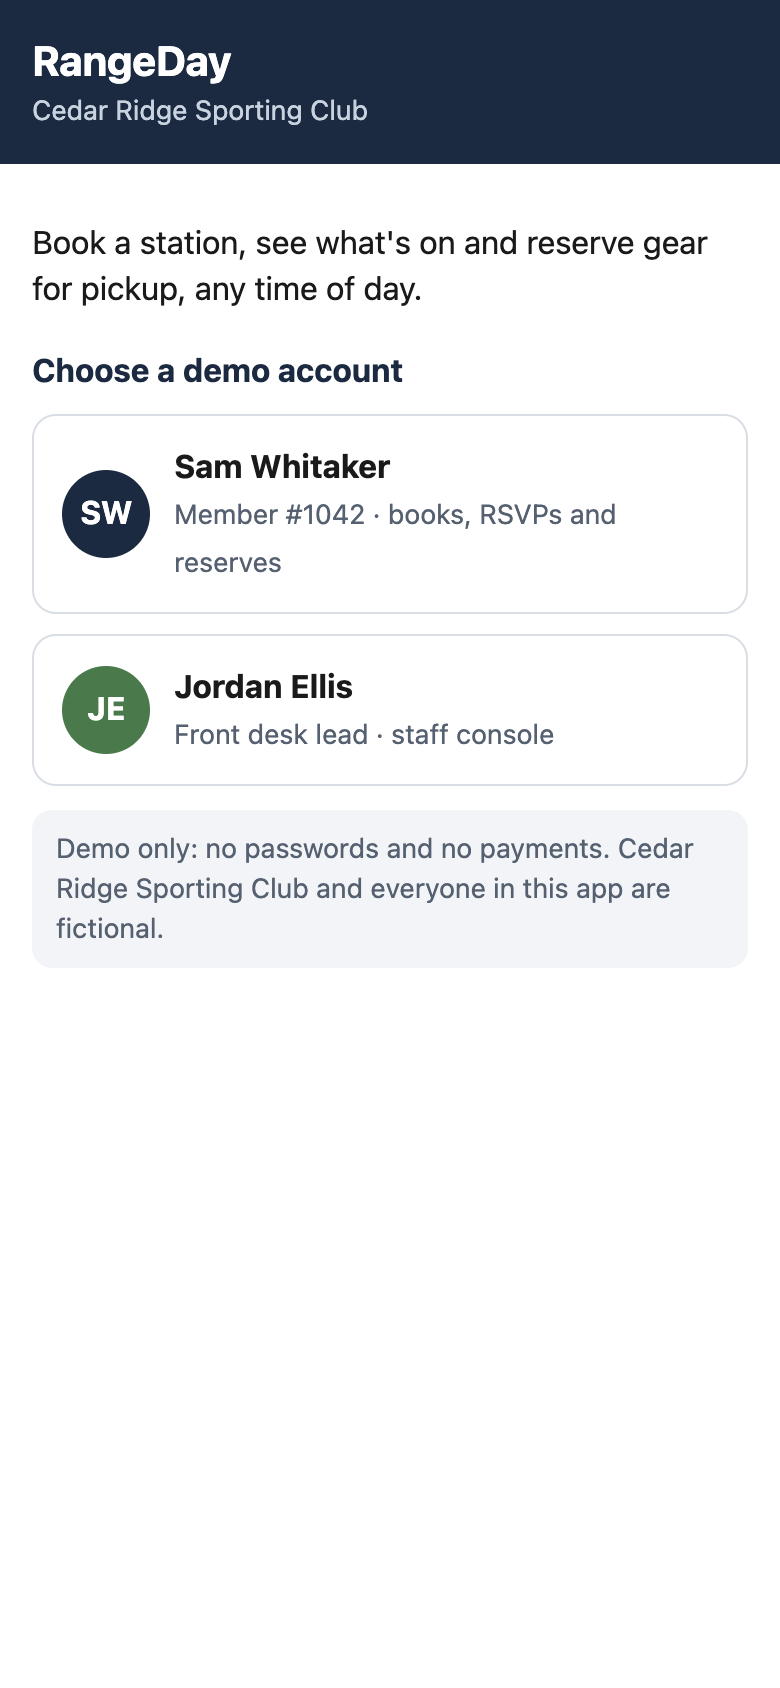 RangeDay
Cedar Ridge Sporting Club
Book a station, see what's on and reserve gear
for pickup, any time of day.
Choose a demo account
SW
Sam Whitaker
Member #1042 · books, RSVPs and
reserves
JE
Jordan Ellis
Front desk lead · staff console
Demo only: no passwords and no payments. Cedar
Ridge Sporting Club and everyone in this app are
fictional.